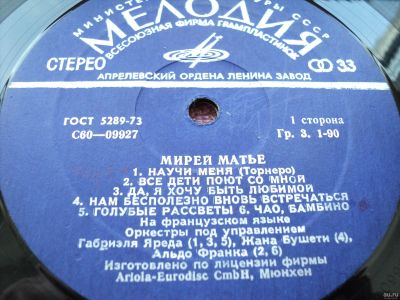 МИНИСТЕ УРЫ СССР
МЕЛОДИЯ
ВСЕСОЮЗНАЯ ФИРМА ГРАМПЛАСТИНОК
СТЕРЕО 33
АПРЕЛЕВСКИЙ ОРДЕНА ЛЕНИНА ЗАВОД
ГОСТ 5289-73 1 сторона
С60—09927 Гр. 3. 1-90
МИРЕЙ МАТЬЕ
1. НАУЧИ МЕНЯ (Торнеро)
2. ВСЕ ДЕТИ ПОЮТ СО МНОЙ
3. ДА, Я ХОЧУ БЫТЬ ЛЮБИМОЙ
4. НАМ БЕСПОЛЕЗНО ВНОВЬ ВСТРЕЧАТЬСЯ
5. ГОЛУБЫЕ РАССВЕТЫ 6. ЧАО, БАМБИНО
На французском языке
Оркестры под управлением
Габриэля Яреда (1, 3, 5), Жана Бушети (4),
Альдо Франка (2, 6)
Изготовлено по лицензии фирмы
Ariola-Eurodisc GmbH, Мюнхен
au.ru